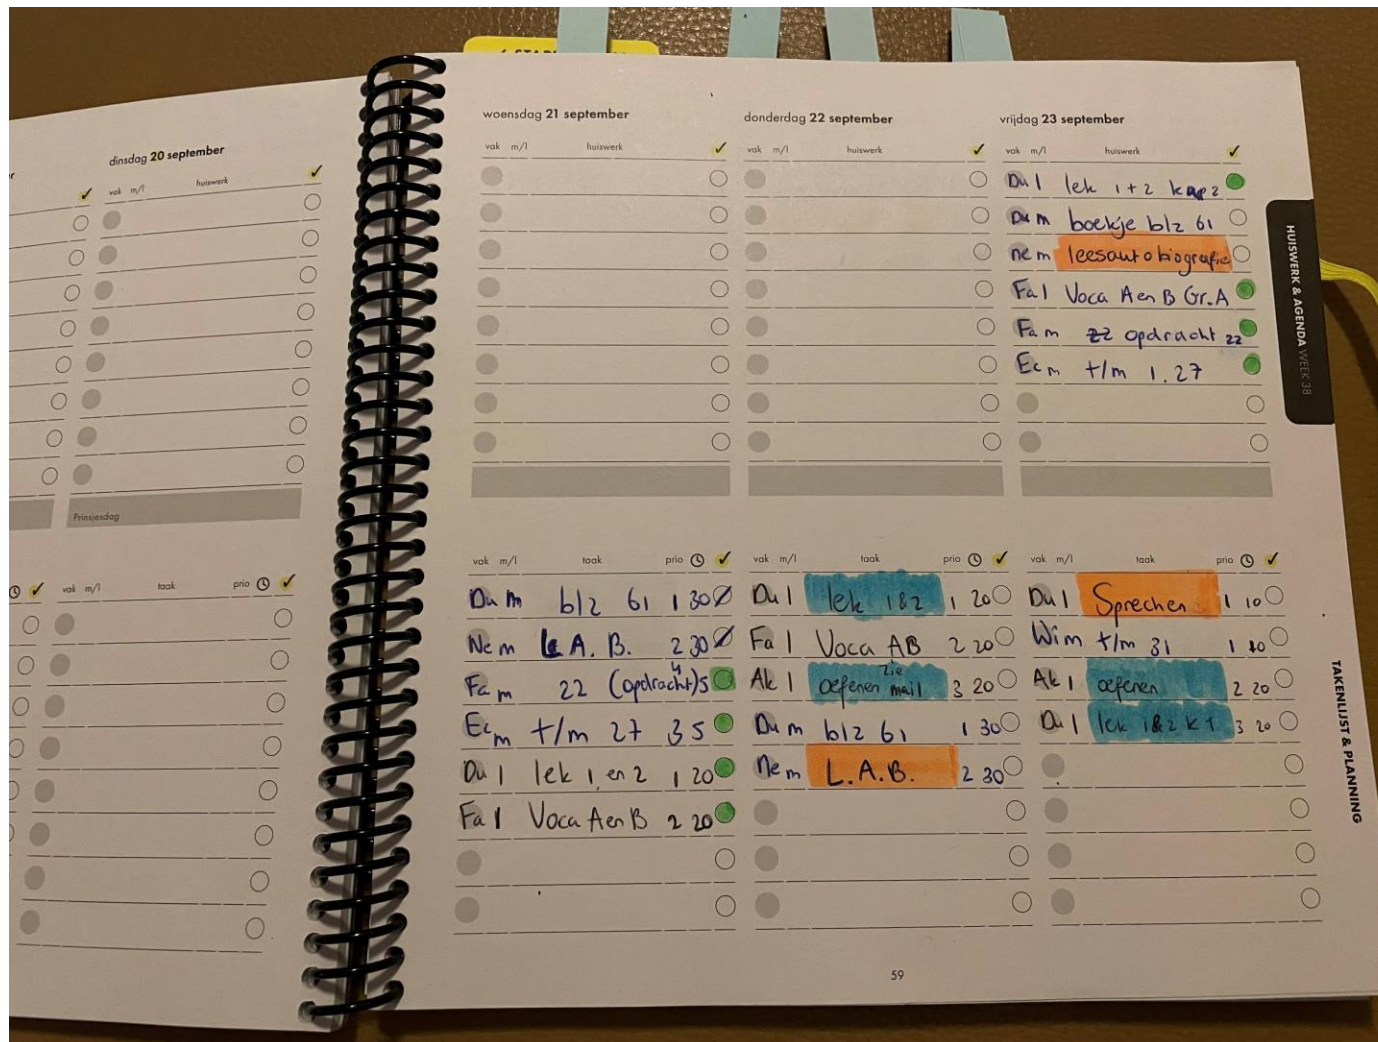 dinsdag 20 september
vak m/l huiswerk
Prinsjesdag
vak m/l taak prio
woensdag 21 september
vak m/l huiswerk
donderdag 22 september
vak m/l huiswerk
vrijdag 23 september
vak m/l huiswerk
Du l lek 1+2 kap 2
Du m boekje blz 61
ne m leesautobiografie
Fa l Voca A en B Gr. A
Fa m opdracht 22
Ec m t/m 1.27
HUISWERK & AGENDA WEEK 38
vak m/l taak prio
Du m blz 61 1 30
Ne m L.A.B. 2 30
Fa m 22 (opdracht) 4 5
Ec m t/m 27 3 5
Du l lek 1 en 2 1 20
Fa l Voca A en B 2 20
vak m/l taak prio
Du l lek 1&2 1 20
Fa l Voca AB 2 20
Ak l oefenen zie mail 3 20
Du m blz 61 1 30
Ne m L.A.B. 2 30
vak m/l taak prio
Du l Sprechen 1 10
Wi m t/m 31 1 10
Ak l oefenen 2 20
Du l lek 1&2 k1 3 20
TAKENLIJST & PLANNING
59